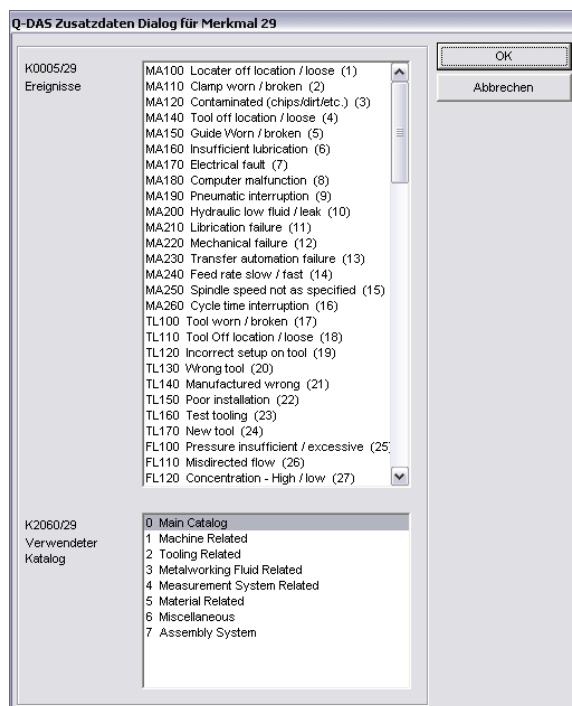 Q-DAS Zusatzdaten Dialog für Merkmal 29
K0005/29
Ereignisse
MA100 Locater off location / loose (1)
MA110 Clamp worn / broken (2)
MA120 Contaminated (chips/dirt/etc.) (3)
MA140 Tool off location / loose (4)
MA150 Guide Worn / broken (5)
MA160 Insufficient lubrication (6)
MA170 Electrical fault (7)
MA180 Computer malfunction (8)
MA190 Pneumatic interruption (9)
MA200 Hydraulic low fluid / leak (10)
MA210 Librication failure (11)
MA220 Mechanical failure (12)
MA230 Transfer automation failure (13)
MA240 Feed rate slow / fast (14)
MA250 Spindle speed not as specified (15)
MA260 Cycle time interruption (16)
TL100 Tool worn / broken (17)
TL110 Tool Off location / loose (18)
TL120 Incorrect setup on tool (19)
TL130 Wrong tool (20)
TL140 Manufactured wrong (21)
TL150 Poor installation (22)
TL160 Test tooling (23)
TL170 New tool (24)
FL100 Pressure insufficient / excessive (25)
FL110 Misdirected flow (26)
FL120 Concentration - High / low (27)
OK
Abbrechen
K2060/29
Verwendeter
Katalog
0 Main Catalog
1 Machine Related
2 Tooling Related
3 Metalworking Fluid Related
4 Measurement System Related
5 Material Related
6 Miscellaneous
7 Assembly System